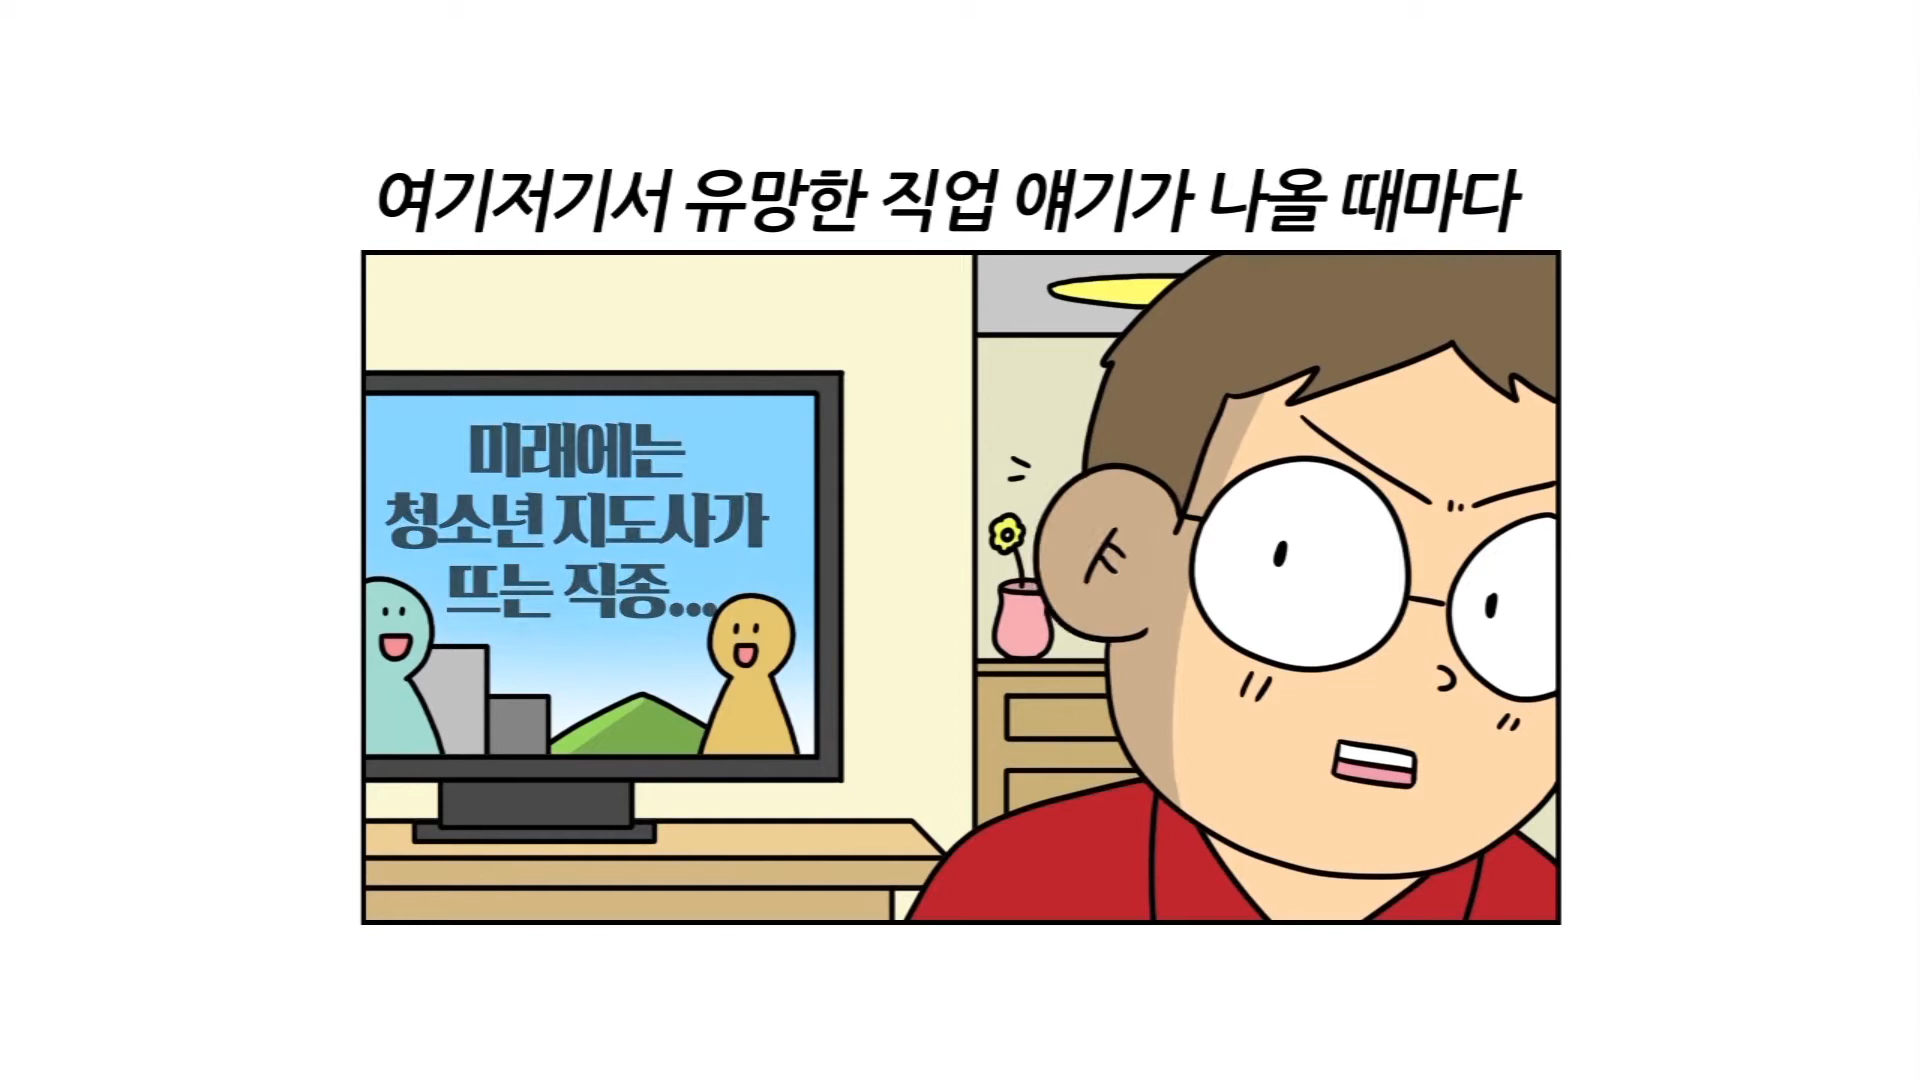 여기저기서 유망한 직업 얘기가 나올 때마다
미래에는
청소년 지도사가
뜨는 직종...